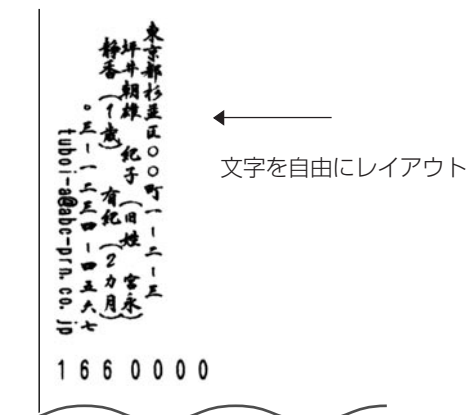 東京都杉並区〇〇町一－二－三
坪井朝雄　紀子（旧姓　宮永）
静香（1歳）　有紀（2カ月）
〇三－一二三四－四五六七
tuboi-a@abc-prn.co.jp
1660000
文字を自由にレイアウト